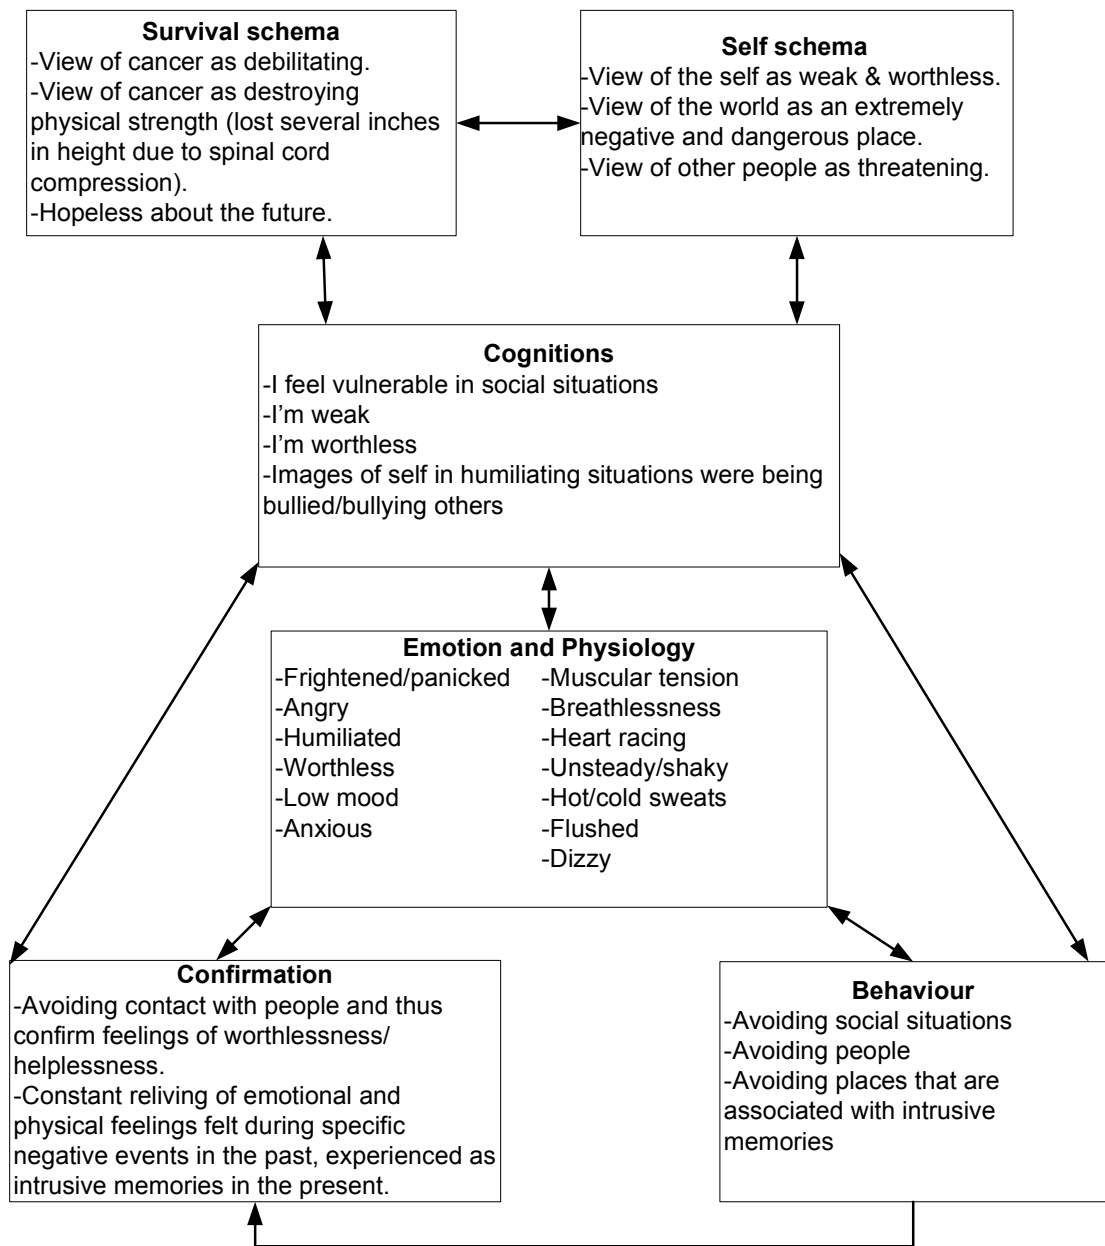 Survival schema
-View of cancer as debilitating.
-View of cancer as destroying
physical strength (lost several inches
in height due to spinal cord
compression).
-Hopeless about the future.
Self schema
-View of the self as weak & worthless.
-View of the world as an extremely
negative and dangerous place.
-View of other people as threatening.
Cognitions
-I feel vulnerable in social situations
-I’m weak
-I’m worthless
-Images of self in humiliating situations were being
bullied/bullying others
Emotion and Physiology
-Frightened/panicked
-Angry
-Humiliated
-Worthless
-Low mood
-Anxious
-Muscular tension
-Breathlessness
-Heart racing
-Unsteady/shaky
-Hot/cold sweats
-Flushed
-Dizzy
Confirmation
-Avoiding contact with people and thus
confirm feelings of worthlessness/
helplessness.
-Constant reliving of emotional and
physical feelings felt during specific
negative events in the past, experienced as
intrusive memories in the present.
Behaviour
-Avoiding social situations
-Avoiding people
-Avoiding places that are
associated with intrusive
memories